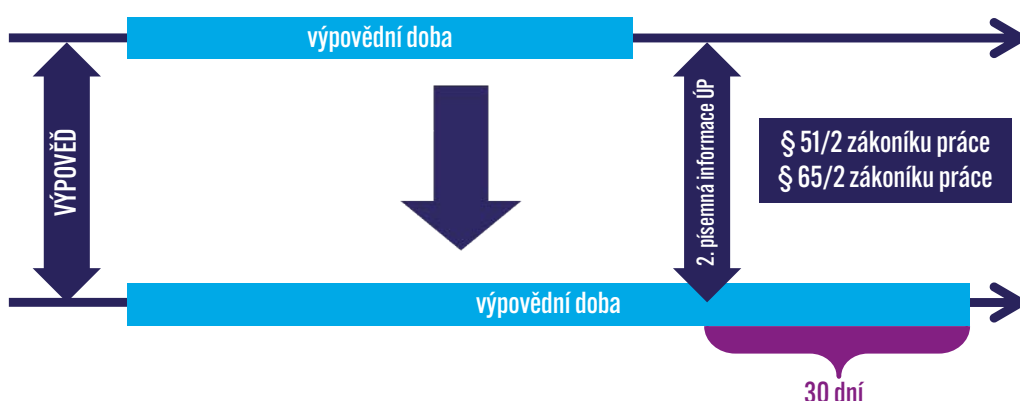 výpovědní doba
VÝPOVĚĎ
2. písemná informace ÚP
§ 51/2 zákoníku práce
§ 65/2 zákoníku práce
výpovědní doba
30 dní